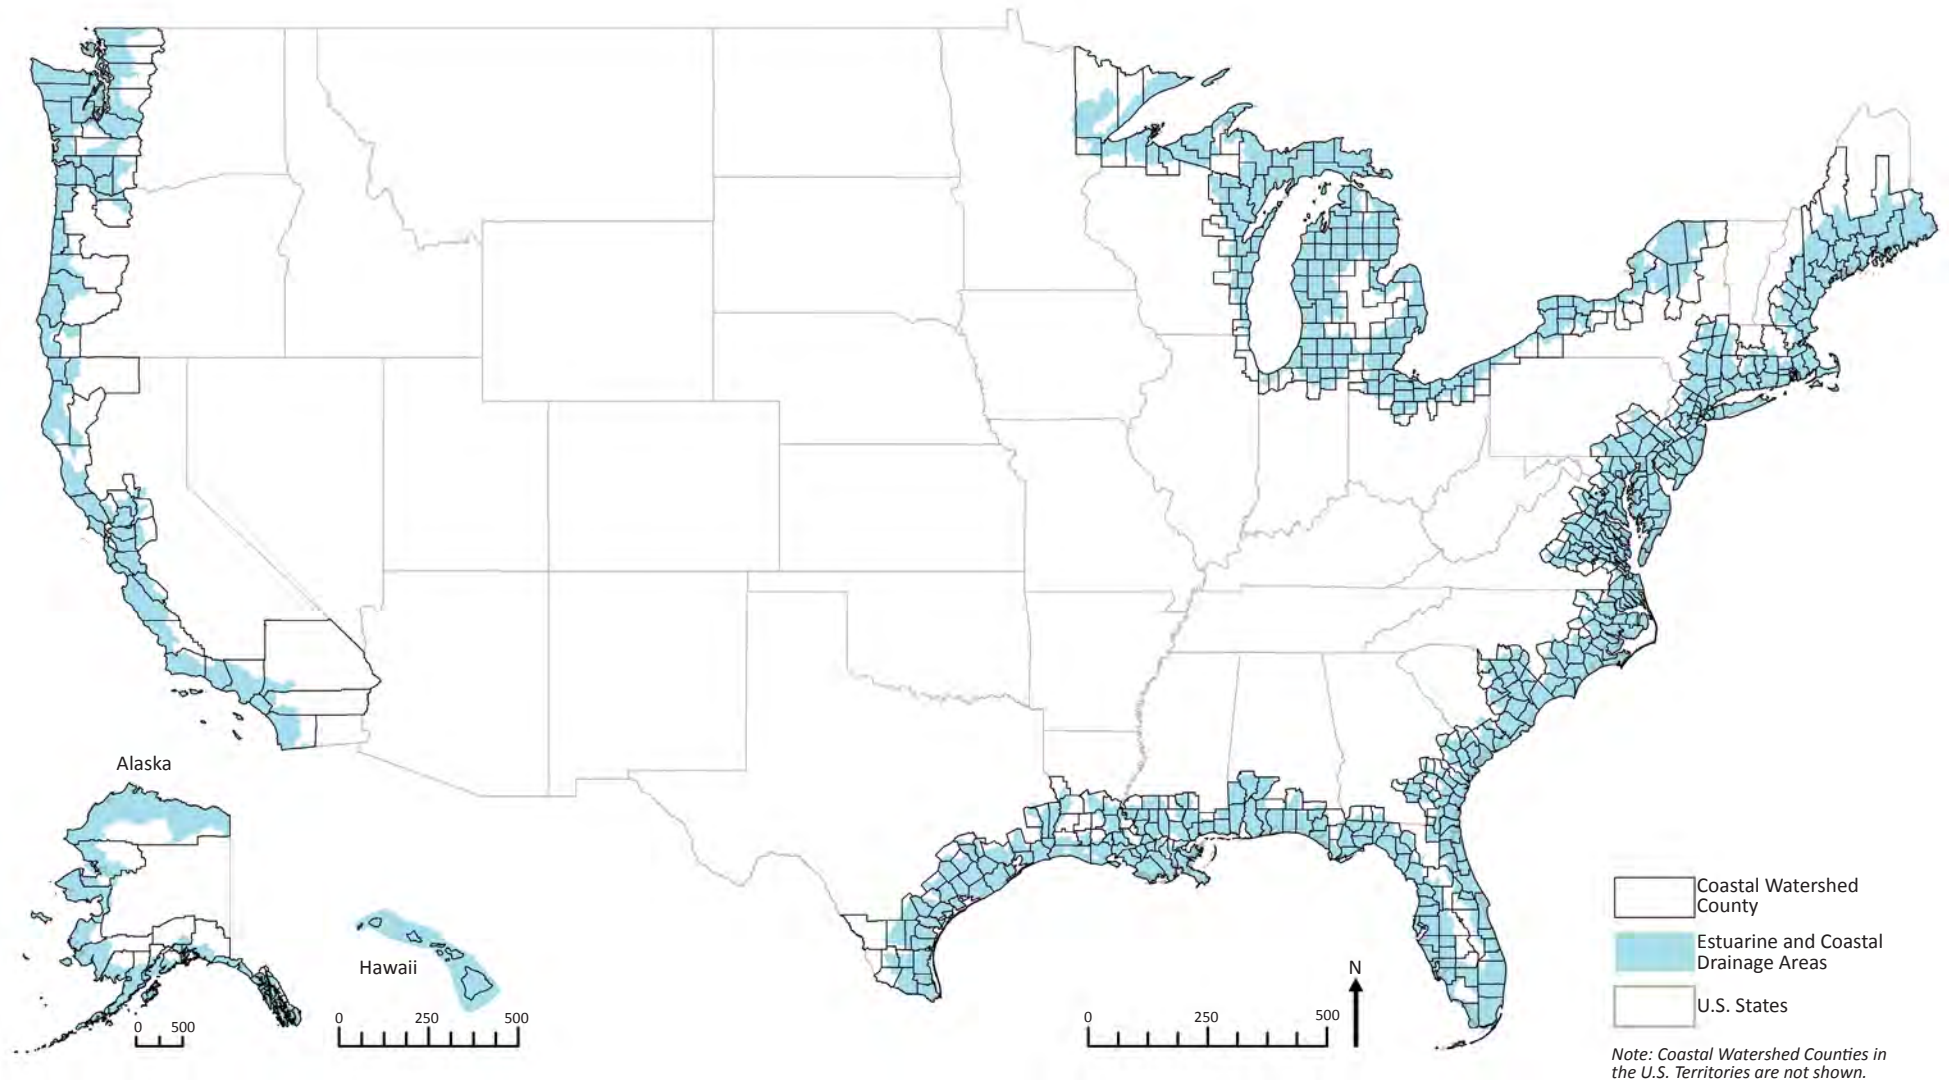 Alaska
0 500
Hawaii
0 250 500
0 250 500
N
Coastal Watershed
County
Estuarine and Coastal
Drainage Areas
U.S. States
Note: Coastal Watershed Counties in
the U.S. Territories are not shown.